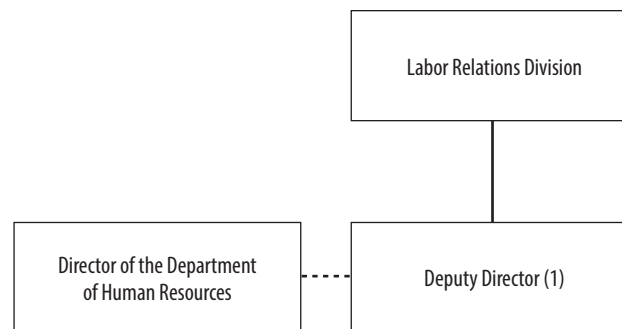 Labor Relations Division
Director of the Department
of Human Resources
Deputy Director (1)